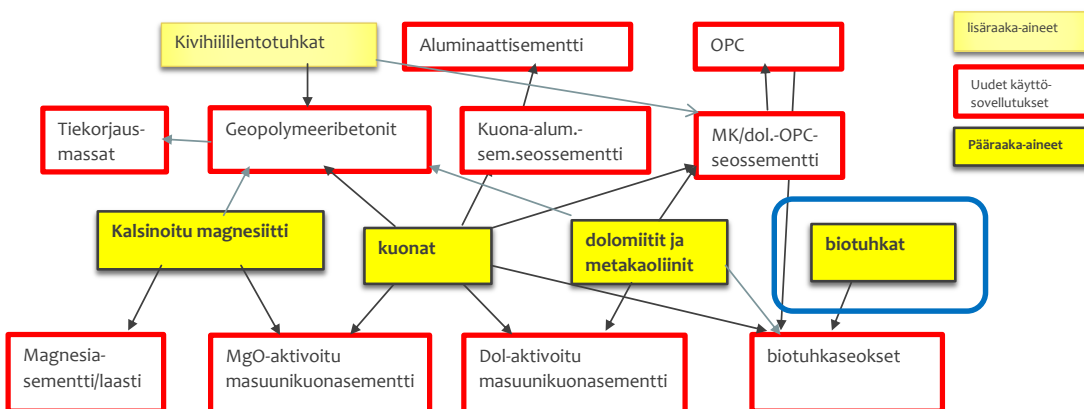 Kivihiililentotuhkat
Aluminaattisementti
OPC
lisäraaka-aineet
Uudet käyttö-
sovellutukset
Pääraaka-aineet
Tiekorjaus-
massat
Geopolymeeribetonit
Kuona-alum.-
sem.seossementti
MK/dol.-OPC-
seossementti
Kalsinoitu magnesiitti
kuonat
dolomiitit ja
metakaoliinit
biotuhkat
Magnesia-
sementti/laasti
MgO-aktivoitu
masuunikuonasementti
Dol-aktivoitu
masuunikuonasementti
biotuhkaseokset